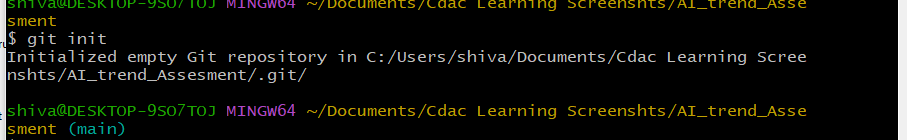 shiva@DESKTOP-9SO7TOJ MINGW64 ~/Documents/Cdac Learning Screenshts/AI_trend_Asse
sment
$ git init
Initialized empty Git repository in C:/Users/shiva/Documents/Cdac Learning Scree
nshts/AI_trend_Assesment/.git/

shiva@DESKTOP-9SO7TOJ MINGW64 ~/Documents/Cdac Learning Screenshts/AI_trend_Asse
sment (main)